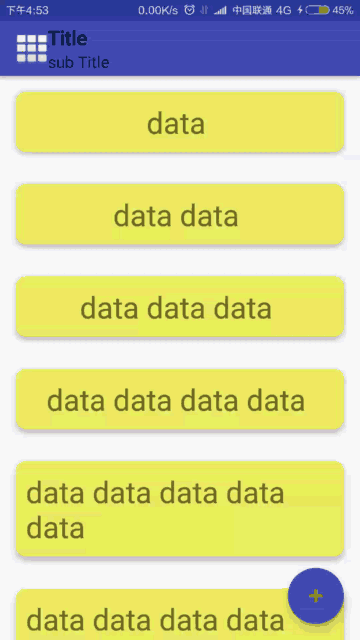 下午4:53 0.00K/s 中国联通 4G 45%
Title
sub Title
data
data data
data data data
data data data data
data data data data
data
data data data data
+